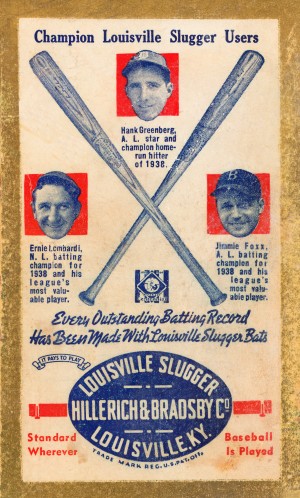 Champion Louisville Slugger Users
Hank Greenberg,
A. L. star and
champion home-
run hitter
of 1938.
Ernie Lombardi,
N. L. batting
champion for
1938 and his
league's
most valu-
able player.
Jimmie Foxx,
A. L. batting
champion for
1938 and his
league's
most valu-
able player.
Every Outstanding Batting Record
Has Been Made With Louisville Slugger Bats
IT PAYS TO PLAY
LOUISVILLE SLUGGER
HILLERICH & BRADSBY Co
LOUISVILLE, KY.
TRADE MARK REG. U.S. PAT. OFF.
Standard
Wherever
Baseball
Is Played